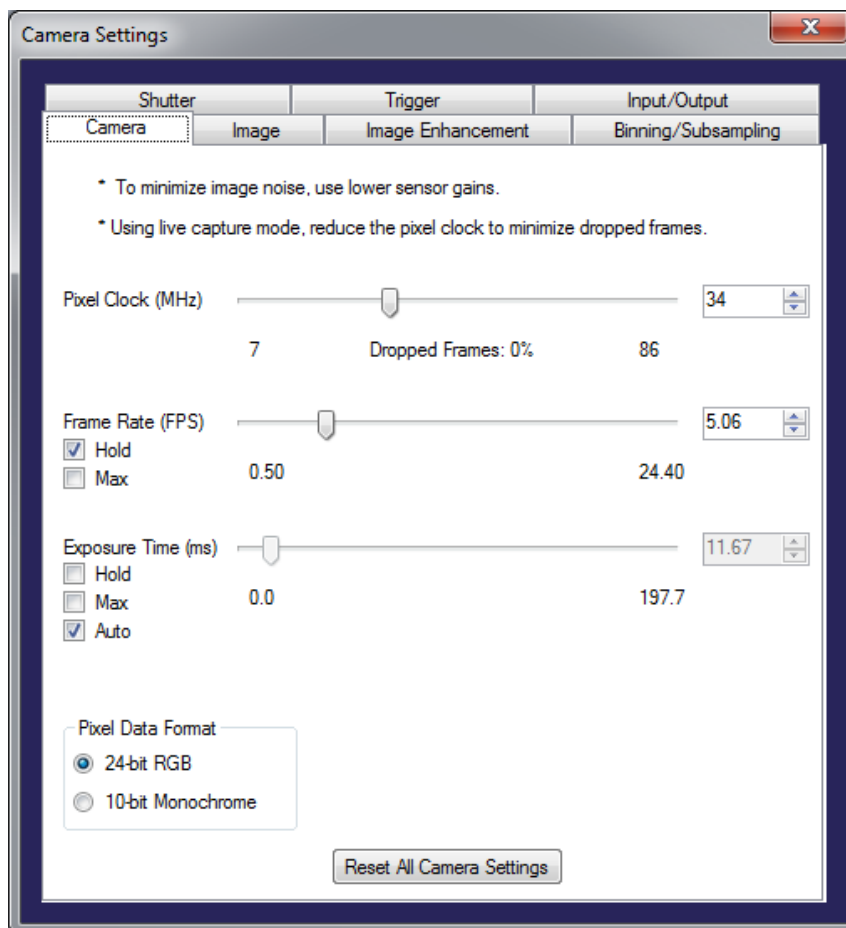 Camera Settings
Shutter Trigger Input/Output
Camera Image Image Enhancement Binning/Subsampling
* To minimize image noise, use lower sensor gains.
* Using live capture mode, reduce the pixel clock to minimize dropped frames.
Pixel Clock (MHz) 34
7 Dropped Frames: 0% 86
Frame Rate (FPS) 5.06
Hold
Max 0.50 24.40
Exposure Time (ms) 11.67
Hold
Max 0.0 197.7
Auto
Pixel Data Format
24-bit RGB
10-bit Monochrome
Reset All Camera Settings